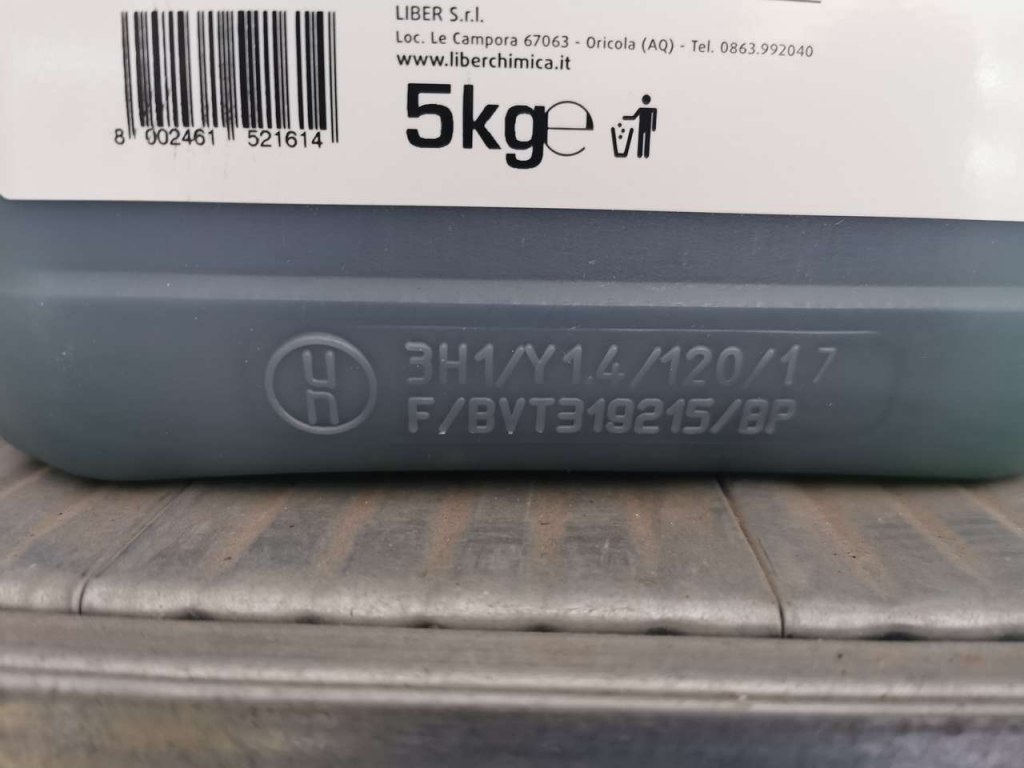 LIBER S.r.l.
Loc. Le Campora 67063 - Oricola (AQ) - Tel. 0863.992040
www.liberchimica.it
5kg℮
8 002461 521614
un
3H1/Y1.4/120/17
F/BVT319215/BP